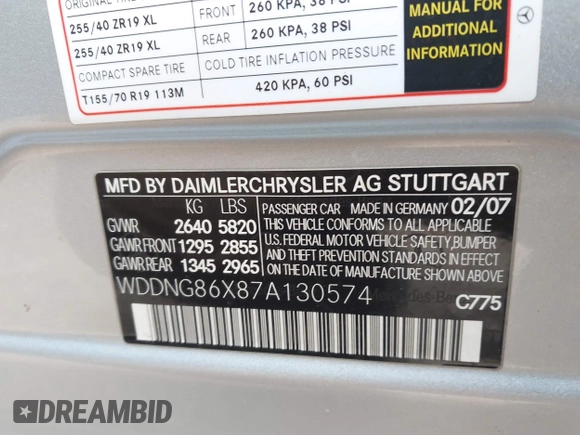 ORIGINAL TIRE
255/40 ZR19 XL FRONT 260 KPA, 38 PSI
255/40 ZR19 XL REAR 260 KPA, 38 PSI
COMPACT SPARE TIRE COLD TIRE INFLATION PRESSURE
T155/70 R19 113M 420 KPA, 60 PSI
MANUAL FOR
ADDITIONAL
INFORMATION
MFD BY DAIMLERCHRYSLER AG STUTTGART
KG LBS PASSENGER CAR MADE IN GERMANY 02/07
GVWR 2640 5820 THIS VEHICLE CONFORMS TO ALL APPLICABLE
GAWR FRONT 1295 2855 U.S. FEDERAL MOTOR VEHICLE SAFETY, BUMPER
GAWR REAR 1345 2965 AND THEFT PREVENTION STANDARDS IN EFFECT
ON THE DATE OF MANUFACTURE SHOWN ABOVE.
WDDNG86X87A130574 Mercedes-Benz C775
DREAMBID